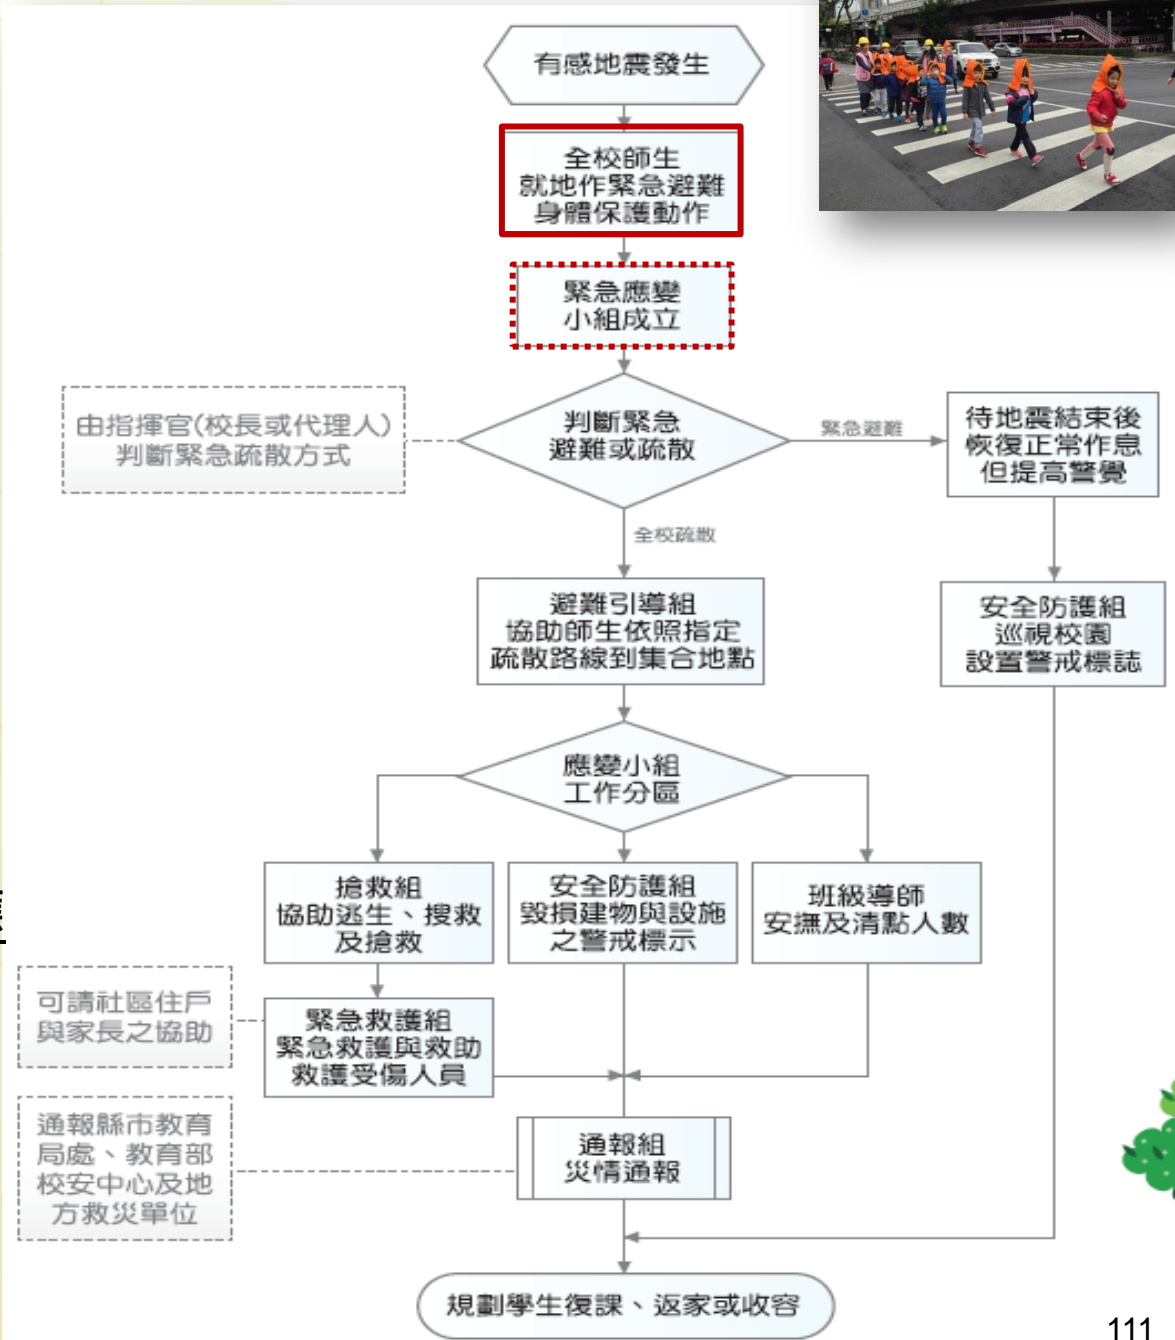 有感地震發生
全校師生
就地作緊急避難
身體保護動作
緊急應變
小組成立
由指揮官(校長或代理人)
判斷緊急疏散方式
判斷緊急
避難或疏散
緊急避難
待地震結束後
恢復正常作息
但提高警覺
全校疏散
避難引導組
協助師生依照指定
疏散路線到集合地點
安全防護組
巡視校園
設置警戒標誌
應變小組
工作分區
搶救組
協助逃生、搜救
及搶救
安全防護組
毀損建物與設施
之警戒標示
班級導師
安撫及清點人數
可請社區住戶
與家長之協助
緊急救護組
緊急救護與救助
救護受傷人員
通報縣市教育
局處、教育部
校安中心及地
方救災單位
通報組
災情通報
規劃學生復課、返家或收容
111